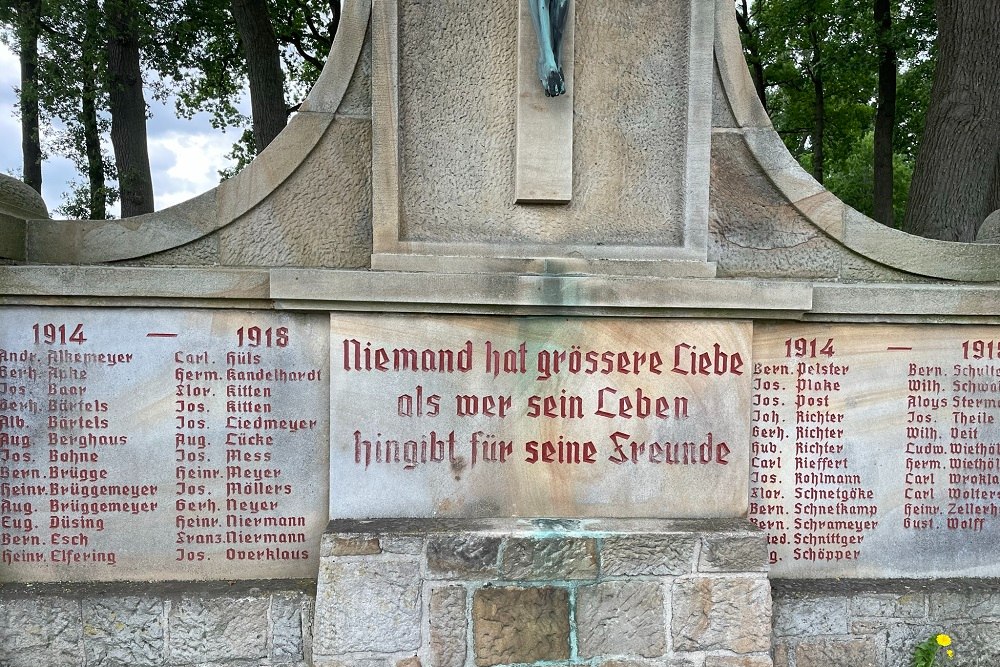 1914 — 1918
Andr. Alkemeyer
Gerh. Apke
Jos. Baar
Gerh. Bärtels
Alb. Bärtels
Aug. Berghaus
Jos. Bohne
Bern. Brügge
Heinr. Brüggemeyer
Aug. Brüggemeyer
Eug. Düsing
Bern. Esch
Heinr. Elfering
Carl. Hüls
Herm. Kandelhardt
Flor. Kitten
Jos. Kitten
Jos. Liedmeyer
Aug. Lücke
Jos. Mess
Heinr. Meyer
Jos. Möllers
Gerh. Neyer
Heinr. Niermann
Franz. Niermann
Jos. Overklaus
Niemand hat grössere Liebe
als wer sein Leben
hingibt für seine Freunde
1914 — 1918
Bern. Pelster
Jos. Plake
Jos. Post
Joh. Richter
Gerh. Richter
Hub. Richter
Carl Rieffert
Jos. Rohlmann
Flor. Schnetgöke
Bern. Schnetkamp
Bern. Schrameyer
Schnittger
Schöpper
Bern. Schulte
Wilh.
Aloys
Jos. Theile
Wilh. Veit
Ludw.
Herm.
Carl
Carl Wolters
Heinr. Zellerho
Gust. Wolff